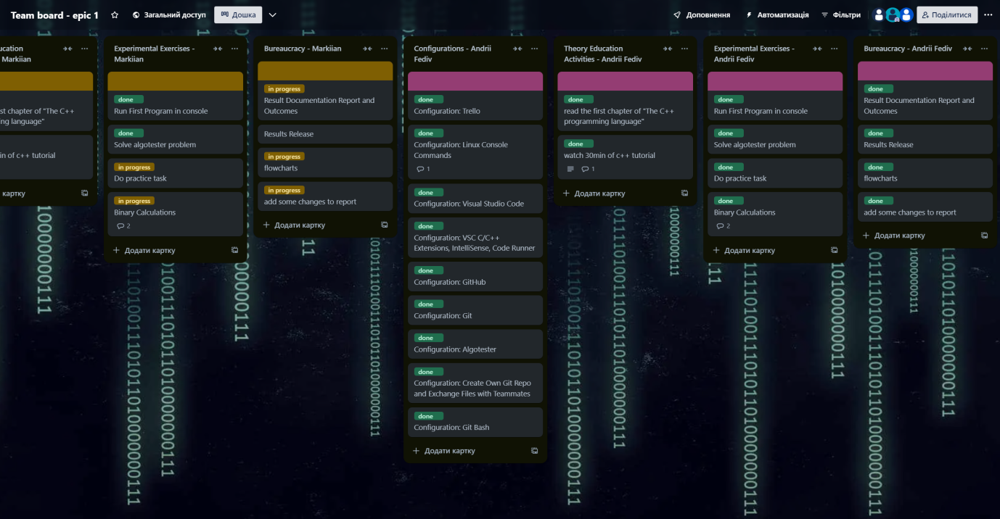 Team board - epic 1
Загальний доступ
Дошка
Доповнення
Автоматизація
Фільтри
Поділитися
Markiian
st chapter of "The C++
in of c++ tutorial
картку
Experimental Exercises -
Markiian
done
Run First Program in console
done
Solve algotester problem
in progress
Do practice task
in progress
Binary Calculations
2
Додати картку
Bureaucracy - Markiian
in progress
Result Documentation Report and
Outcomes
Results Release
in progress
flowcharts
in progress
add some changes to report
Додати картку
Configurations - Andrii
Fediv
done
Configuration: Trello
done
Configuration: Linux Console
Commands
1
done
Configuration: Visual Studio Code
done
Configuration: VSC C/C++
Extensions, IntelliSense, Code Runner
done
Configuration: GitHub
done
Configuration: Git
done
Configuration: Algotester
done
Configuration: Create Own Git Repo
and Exchange Files with Teammates
done
Configuration: Git Bash
Додати картку
Theory Education
Activities - Andrii Fediv
done
read the first chapter of "The C++
programming language"
done
watch 30min of c++ tutorial
1
Додати картку
Experimental Exercises -
Andrii Fediv
done
Run First Program in console
done
Solve algotester problem
done
Do practice task
done
Binary Calculations
2
Додати картку
Bureaucracy - Andrii Fediv
done
Result Documentation Report and
Outcomes
done
Results Release
done
flowcharts
done
add some changes to report
Додати картку